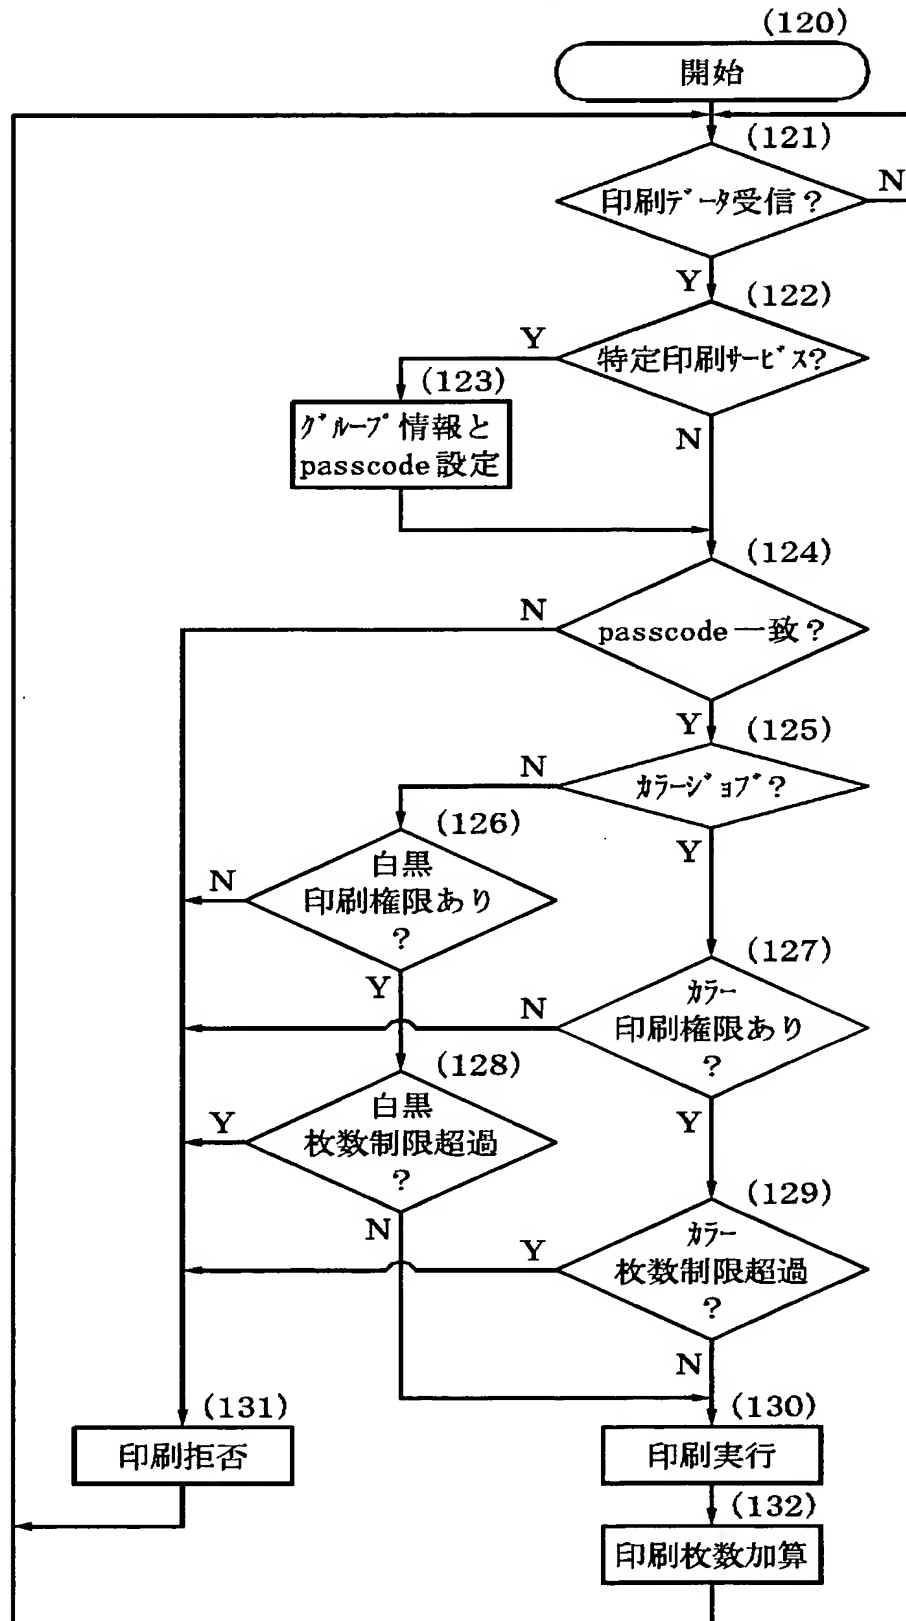 (120)
開始
(121)
印刷ﾃﾞｰﾀ受信？
N
Y
(122)
特定印刷ｻｰﾋﾞｽ?
Y
N
(123)
ｸﾞﾙｰﾌﾟ情報と
passcode設定
(124)
passcode一致？
N
Y
(125)
ｶﾗｰｼﾞｮﾌﾞ？
N
Y
(126)
白黒
印刷権限あり
？
N
Y
(127)
ｶﾗｰ
印刷権限あり
？
N
Y
(128)
白黒
枚数制限超過
？
Y
N
(129)
ｶﾗｰ
枚数制限超過
？
Y
N
(131)
印刷拒否
(130)
印刷実行
(132)
印刷枚数加算